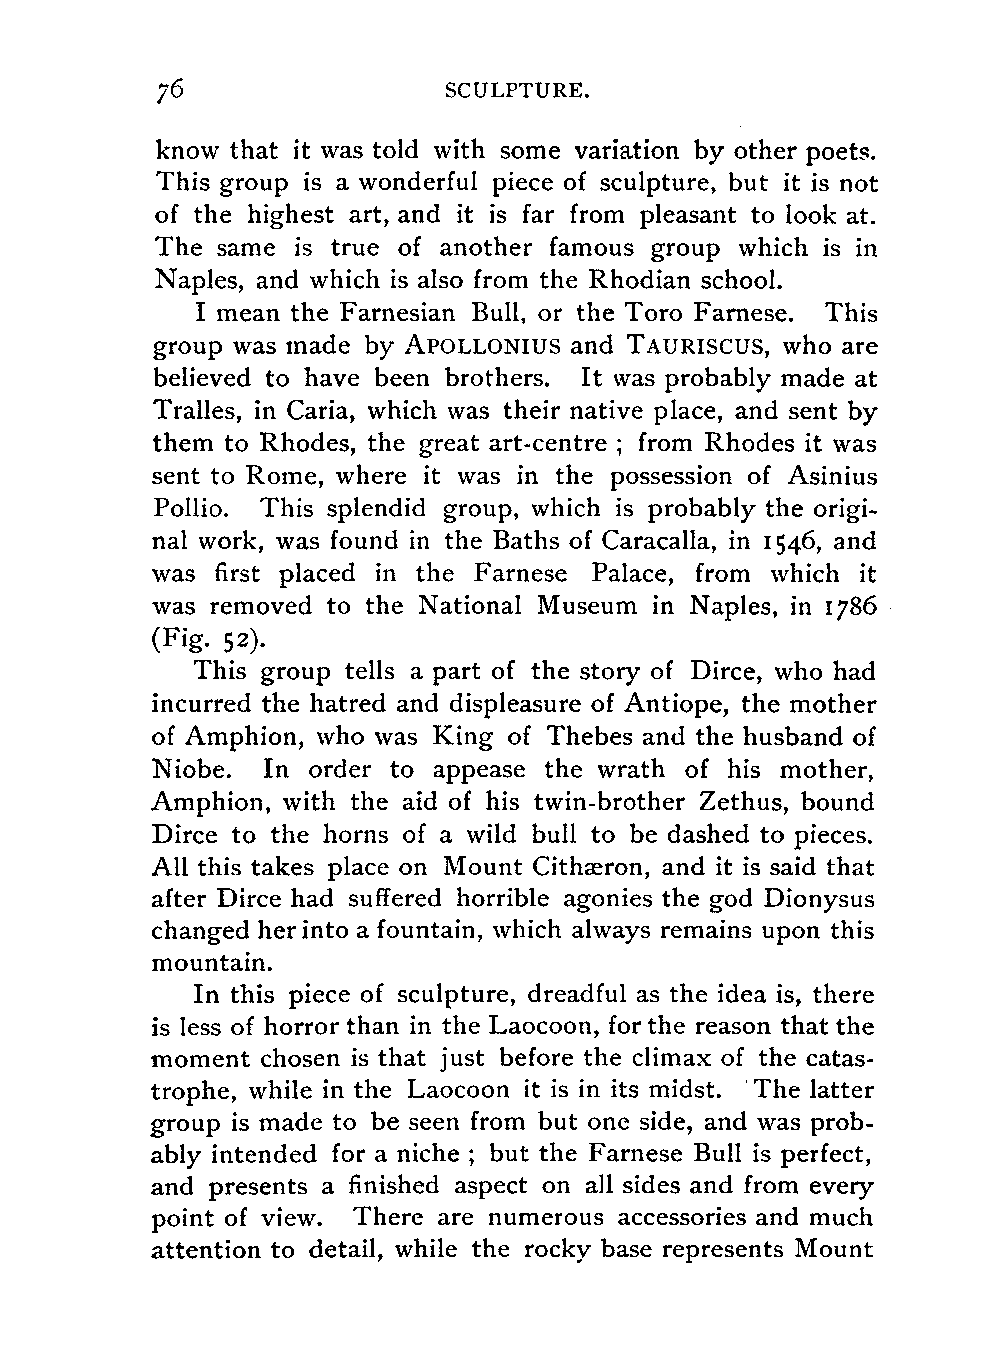 76 SCULPTURE.
know that it was told with some variation by other poets.
This group is a wonderful piece of sculpture, but it is not
of the highest art, and it is far from pleasant to look at.
The same is true of another famous group which is in
Naples, and which is also from the Rhodian school.
I mean the Farnesian Bull, or the Toro Farnese. This
group was made by APOLLONIUS and TAURISCUS, who are
believed to have been brothers. It was probably made at
Tralles, in Caria, which was their native place, and sent by
them to Rhodes, the great art-centre ; from Rhodes it was
sent to Rome, where it was in the possession of Asinius
Pollio. This splendid group, which is probably the origi-
nal work, was found in the Baths of Caracalla, in 1546, and
was first placed in the Farnese Palace, from which it
was removed to the National Museum in Naples, in 1786
(Fig. 52).
This group tells a part of the story of Dirce, who had
incurred the hatred and displeasure of Antiope, the mother
of Amphion, who was King of Thebes and the husband of
Niobe. In order to appease the wrath of his mother,
Amphion, with the aid of his twin-brother Zethus, bound
Dirce to the horns of a wild bull to be dashed to pieces.
All this takes place on Mount Cithæron, and it is said that
after Dirce had suffered horrible agonies the god Dionysus
changed her into a fountain, which always remains upon this
mountain.
In this piece of sculpture, dreadful as the idea is, there
is less of horror than in the Laocoon, for the reason that the
moment chosen is that just before the climax of the catas-
trophe, while in the Laocoon it is in its midst. The latter
group is made to be seen from but one side, and was prob-
ably intended for a niche ; but the Farnese Bull is perfect,
and presents a finished aspect on all sides and from every
point of view. There are numerous accessories and much
attention to detail, while the rocky base represents Mount